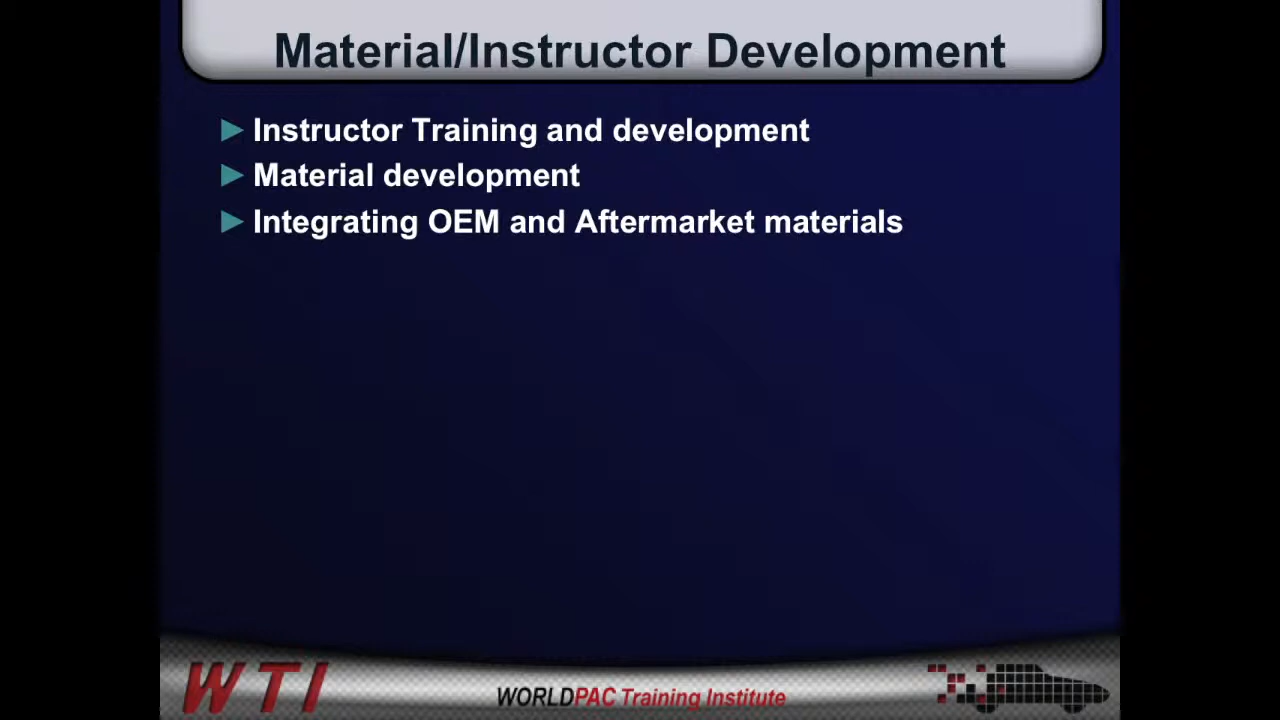 Material/Instructor Development
Instructor Training and development
Material development
Integrating OEM and Aftermarket materials
WTI
WORLDPAC Training Institute